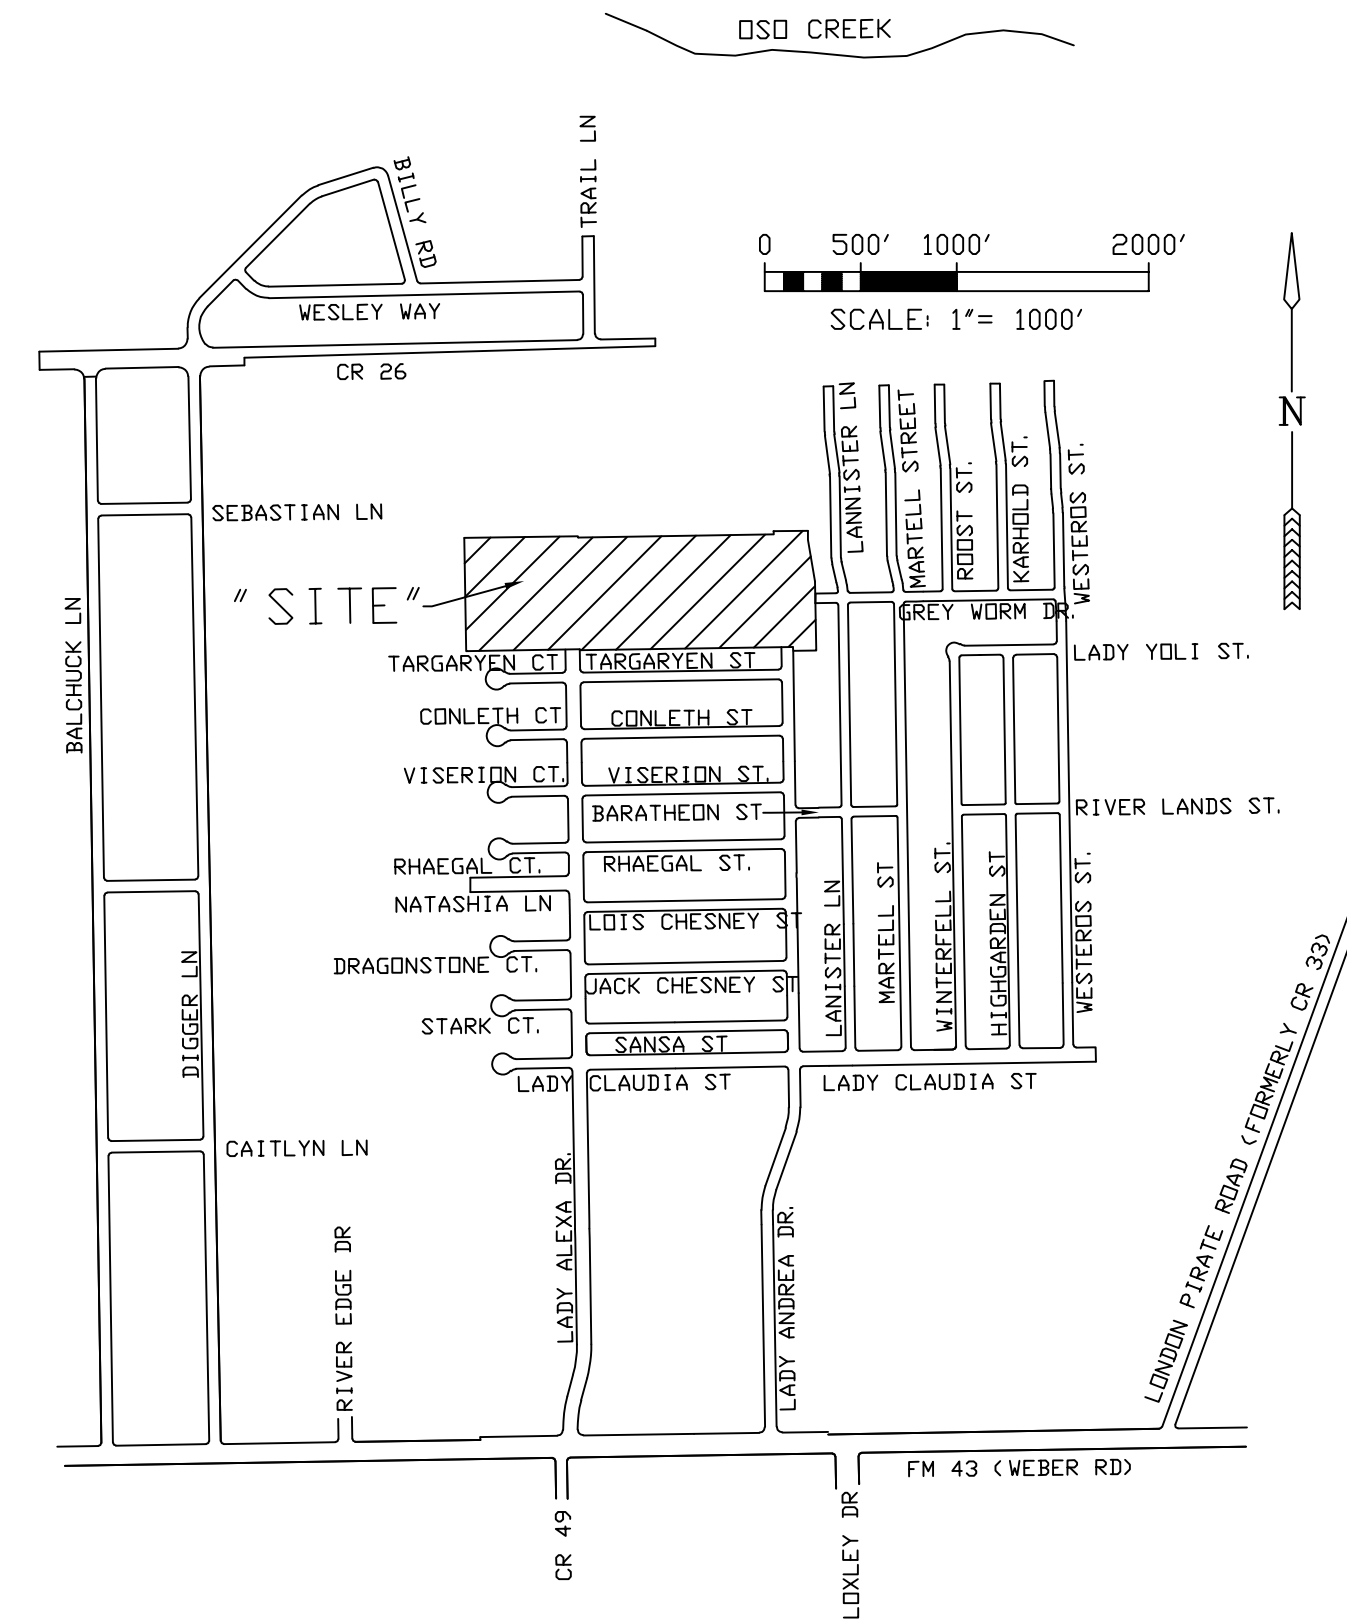 OSO CREEK
TRAIL LN
BILLY RD
0 500' 1000' 2000'
SCALE: 1"= 1000'
WESLEY WAY
CR 26
N
LANNISTER LN
MARTELL STREET
ROOST ST.
KARHOLD ST.
WESTEROS ST.
SEBASTIAN LN
"SITE"
GREY WORM DR.
BALCHUCK LN
TARGARYEN CT
TARGARYEN ST
LADY YOLI ST.
CONLETH CT
CONLETH ST
VISERION CT.
VISERION ST.
BARATHEON ST
RIVER LANDS ST.
RHAEGAL CT.
RHAEGAL ST.
NATASHIA LN
LOIS CHESNEY ST
LANISTER LN
MARTELL ST
WINTERFELL ST.
HIGHGARDEN ST
WESTEROS ST.
DRAGONSTONE CT.
JACK CHESNEY ST
DIGGER LN
STARK CT.
SANSA ST
LADY CLAUDIA ST
LADY CLAUDIA ST
LONDON PIRATE ROAD (FORMERLY CR 33)
CAITLYN LN
LADY ALEXA DR.
LADY ANDREA DR.
RIVER EDGE DR
FM 43 (WEBER RD)
CR 49
LOXLEY DR